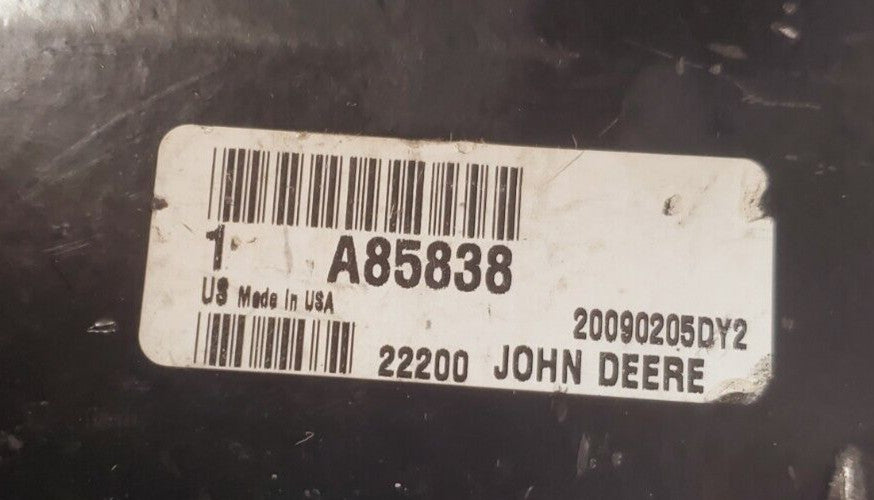 1 A85838
US Made In USA
20090205DY2
22200 JOHN DEERE